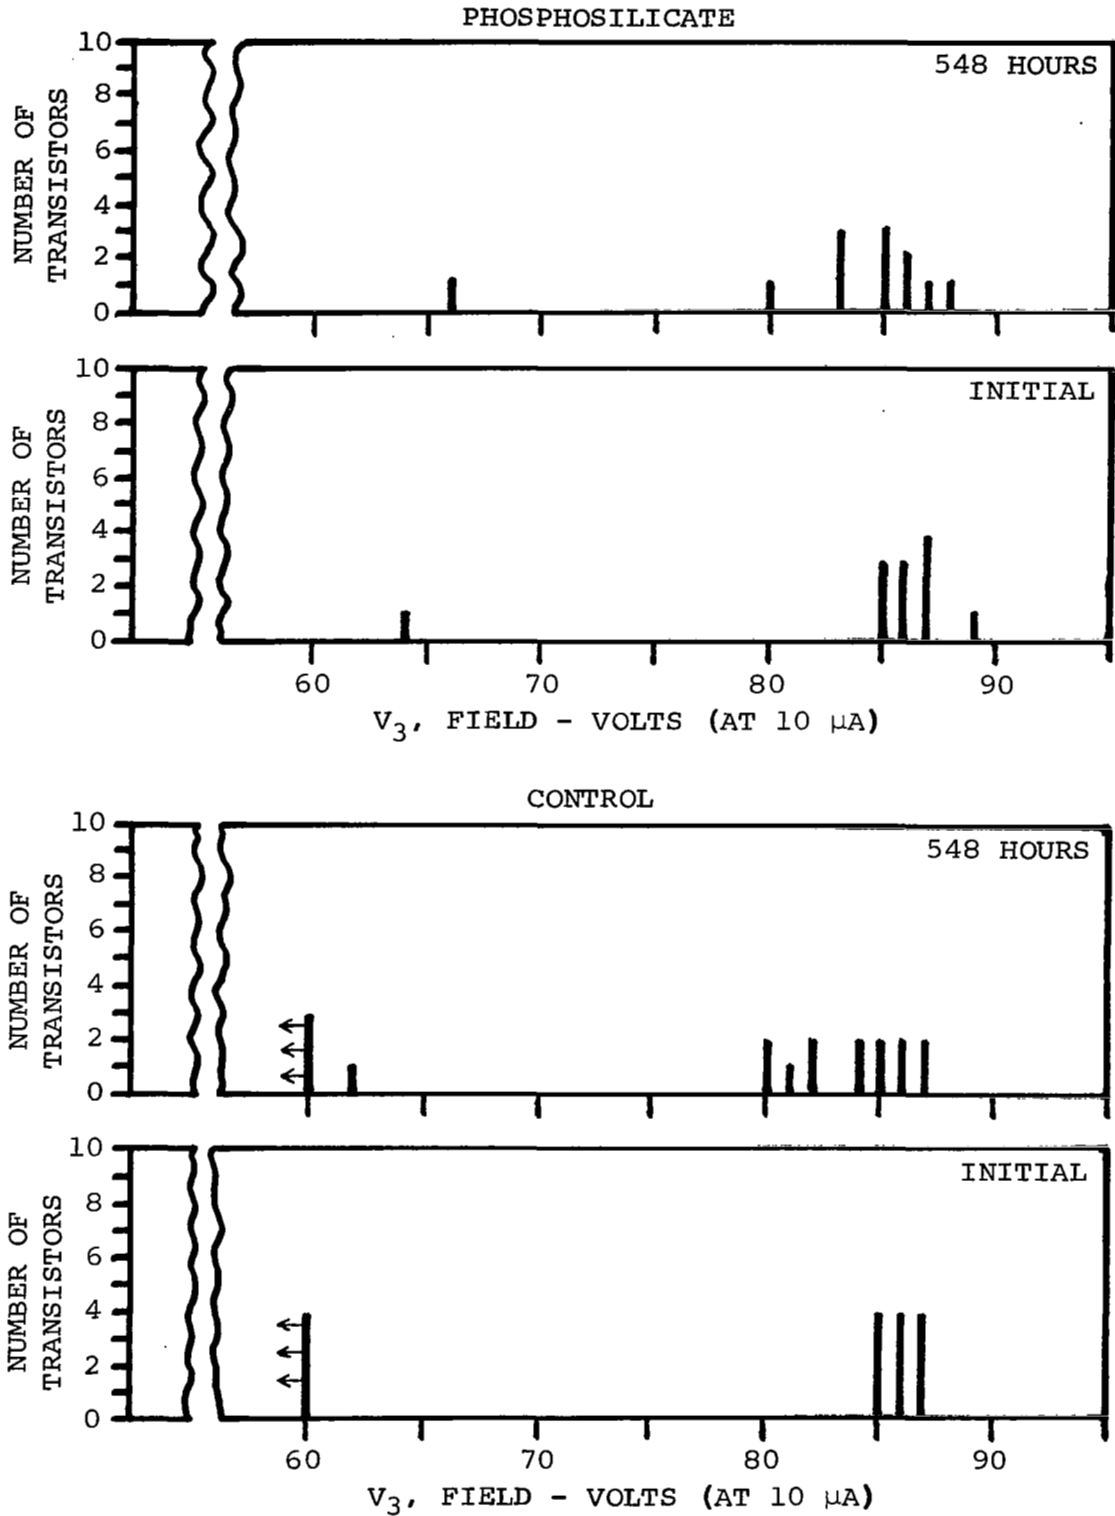 PHOSPHOSILICATE
548 HOURS
NUMBER OF
TRANSISTORS
10
8
6
4
2
0
INITIAL
NUMBER OF
TRANSISTORS
10
8
6
4
2
0
60 70 80 90
V3, FIELD - VOLTS (AT 10 μA)
CONTROL
548 HOURS
NUMBER OF
TRANSISTORS
10
8
6
4
2
0
INITIAL
NUMBER OF
TRANSISTORS
10
8
6
4
2
0
60 70 80 90
V3, FIELD - VOLTS (AT 10 μA)